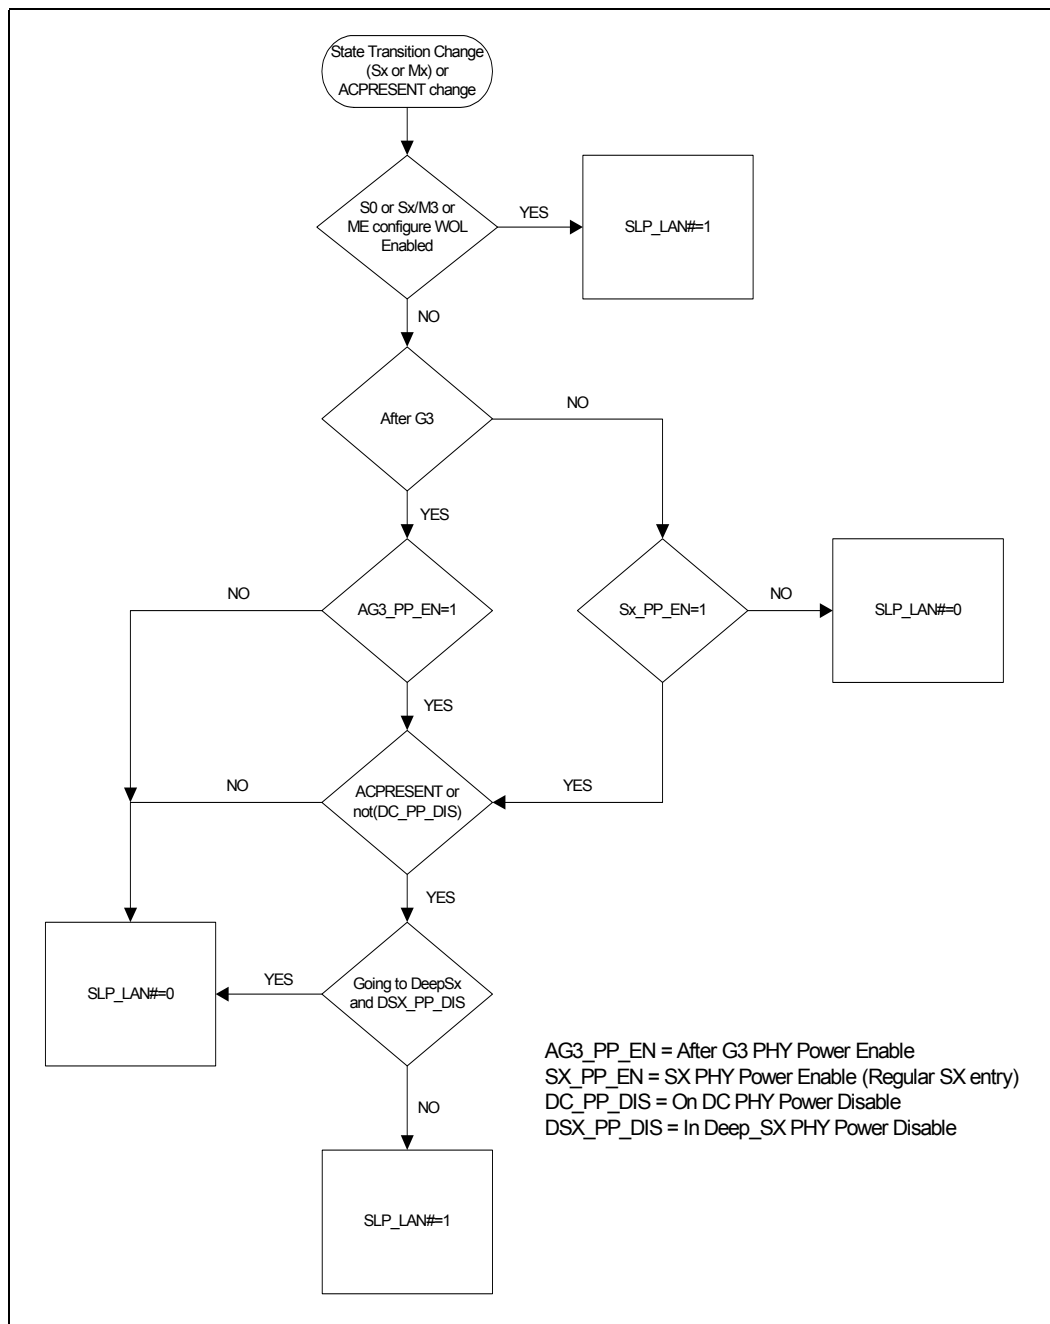 State Transition Change
(Sx or Mx) or
ACPRESENT change
S0 or Sx/M3 or
ME configure WOL
Enabled
YES
SLP_LAN#=1
NO
After G3
NO
YES
NO
AG3_PP_EN=1
Sx_PP_EN=1
NO
SLP_LAN#=0
YES
NO
ACPRESENT or
not(DC_PP_DIS)
YES
YES
SLP_LAN#=0
YES
Going to DeepSx
and DSX_PP_DIS
NO
AG3_PP_EN = After G3 PHY Power Enable
SX_PP_EN = SX PHY Power Enable (Regular SX entry)
DC_PP_DIS = On DC PHY Power Disable
DSX_PP_DIS = In Deep_SX PHY Power Disable
SLP_LAN#=1